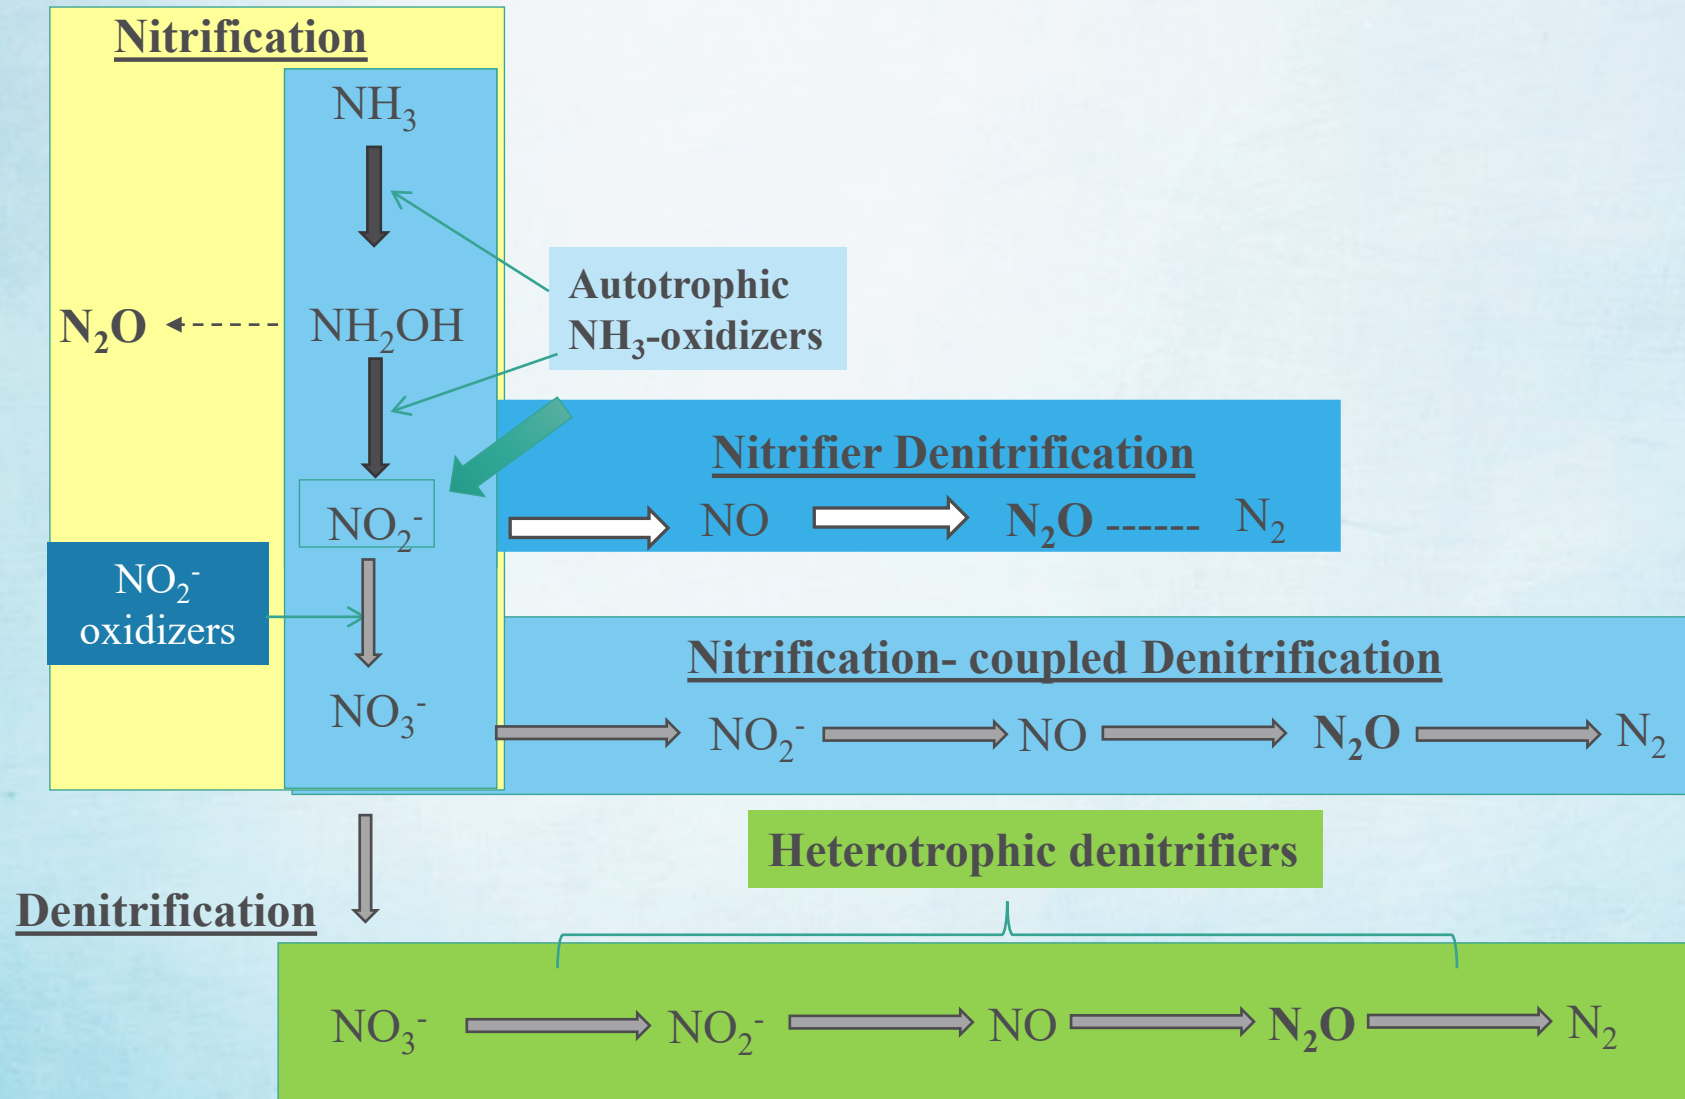 Nitrification
NH₃
N₂O
NH₂OH
Autotrophic
NH₃-oxidizers
Nitrifier Denitrification
NO₂⁻
NO
N₂O ------ N₂
NO₂⁻
oxidizers
Nitrification- coupled Denitrification
NO₃⁻
NO₂⁻
NO
N₂O
N₂
Heterotrophic denitrifiers
Denitrification
NO₃⁻
NO₂⁻
NO
N₂O
N₂